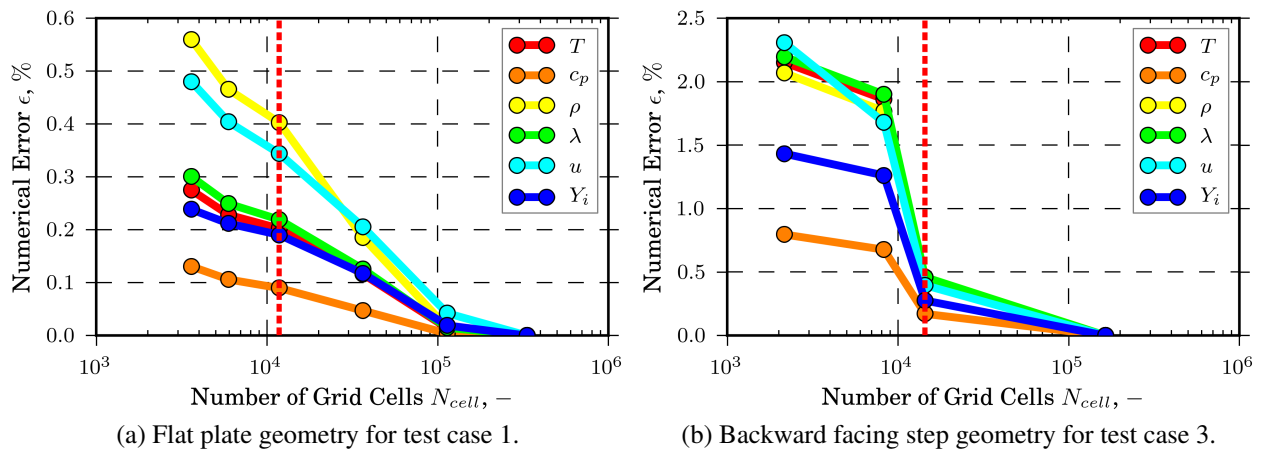 0.6
0.5
0.4
0.3
0.2
0.1
0.0
Numerical Error ϵ, %
T
c_p
ρ
λ
u
Y_i
10³ 10⁴ 10⁵ 10⁶
Number of Grid Cells N_cell, −
(a) Flat plate geometry for test case 1.
2.5
2.0
1.5
1.0
0.5
0.0
Numerical Error ϵ, %
T
c_p
ρ
λ
u
Y_i
10³ 10⁴ 10⁵ 10⁶
Number of Grid Cells N_cell, −
(b) Backward facing step geometry for test case 3.